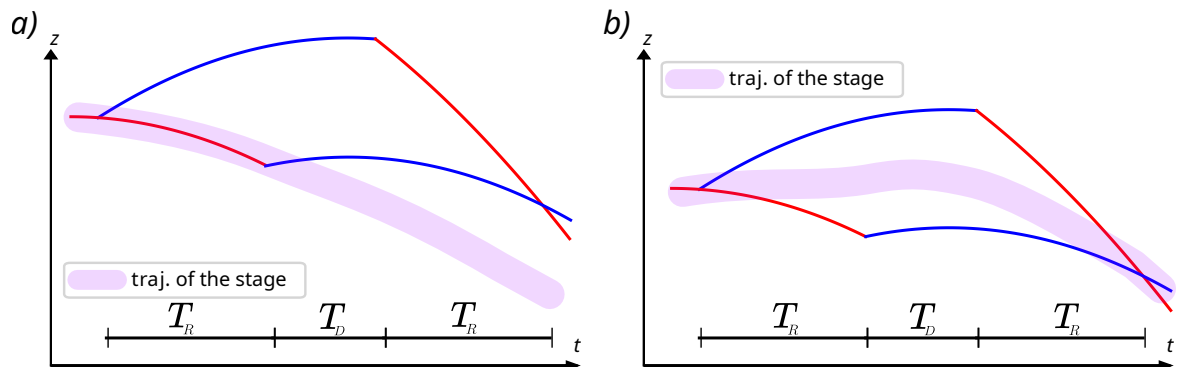 a)
z
traj. of the stage
T_R T_D T_R
t
b)
z
traj. of the stage
T_R T_D T_R
t